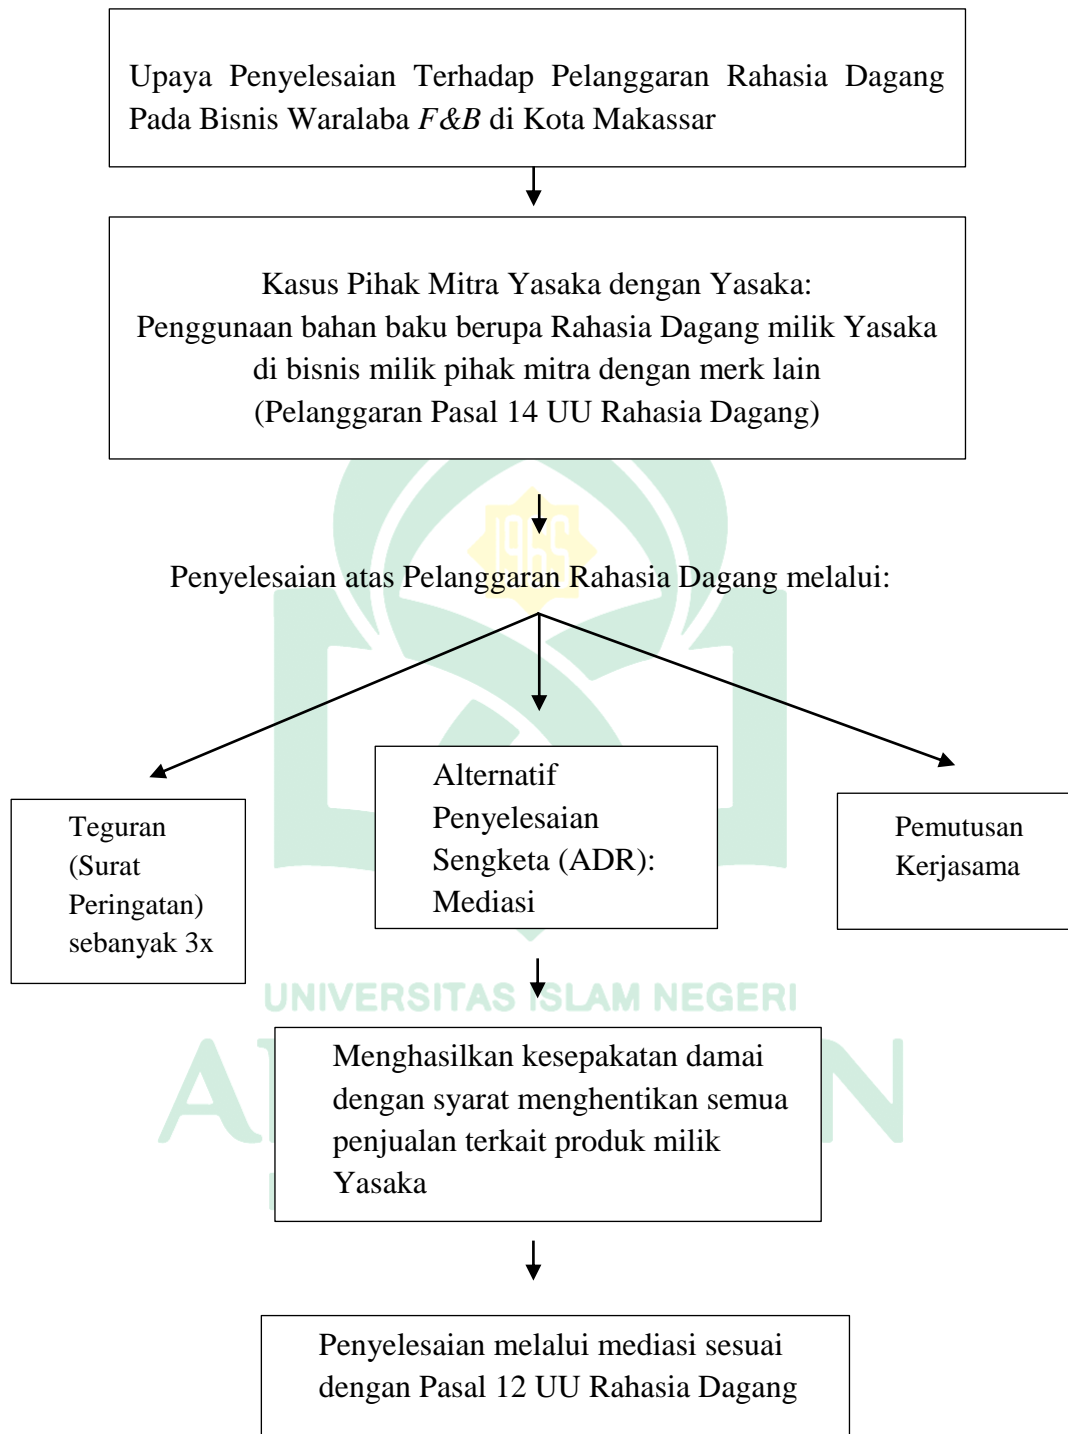 Upaya Penyelesaian Terhadap Pelanggaran Rahasia Dagang
Pada Bisnis Waralaba F&B di Kota Makassar
Kasus Pihak Mitra Yasaka dengan Yasaka:
Penggunaan bahan baku berupa Rahasia Dagang milik Yasaka
di bisnis milik pihak mitra dengan merk lain
(Pelanggaran Pasal 14 UU Rahasia Dagang)
1965
Penyelesaian atas Pelanggaran Rahasia Dagang melalui:
Teguran
(Surat
Peringatan)
sebanyak 3x
Alternatif
Penyelesaian
Sengketa (ADR):
Mediasi
Pemutusan
Kerjasama
UNIVERSITAS ISLAM NEGERI
Menghasilkan kesepakatan damai
dengan syarat menghentikan semua
penjualan terkait produk milik
Yasaka
Penyelesaian melalui mediasi sesuai
dengan Pasal 12 UU Rahasia Dagang